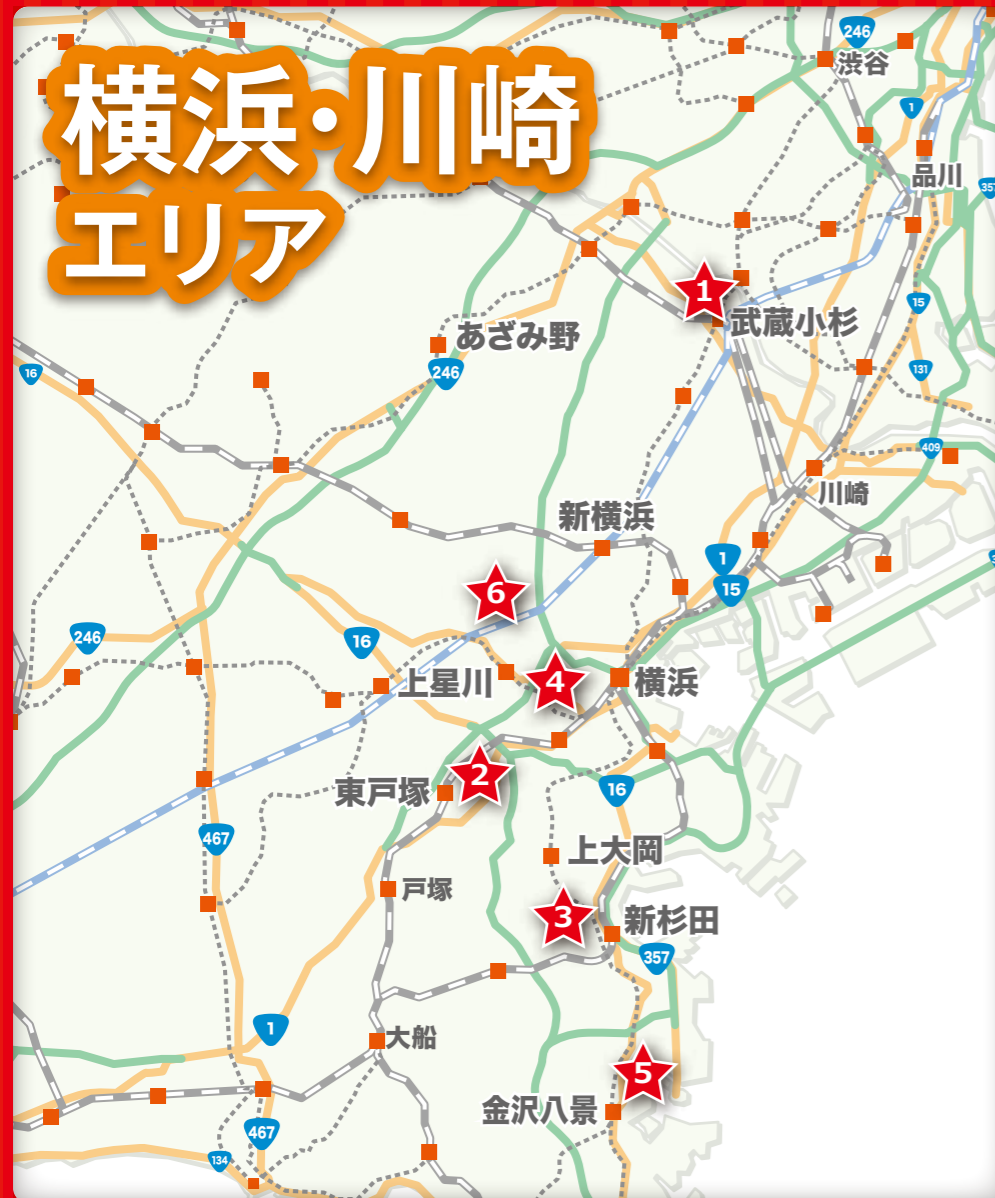 横浜・川崎
エリア
246
渋谷
1
品川
357
1
武蔵小杉
15
あざみ野
246
131
16
409
川崎
新横浜
1
15
6
246
16
上星川
4
横浜
2
東戸塚
16
467
上大岡
戸塚
3
新杉田
357
1
大船
5
金沢八景
467
134